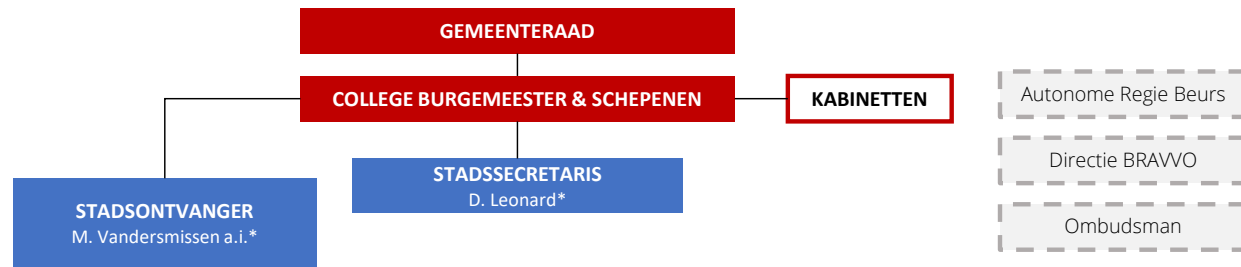 GEMEENTERAAD
COLLEGE BURGEMEESTER & SCHEPENEN
KABINETTEN
STADSSECRETARIS
D. Leonard*
STADSONTVANGER
M. Vandersmissen a.i.*
Autonome Regie Beurs
Directie BRAVVO
Ombudsman